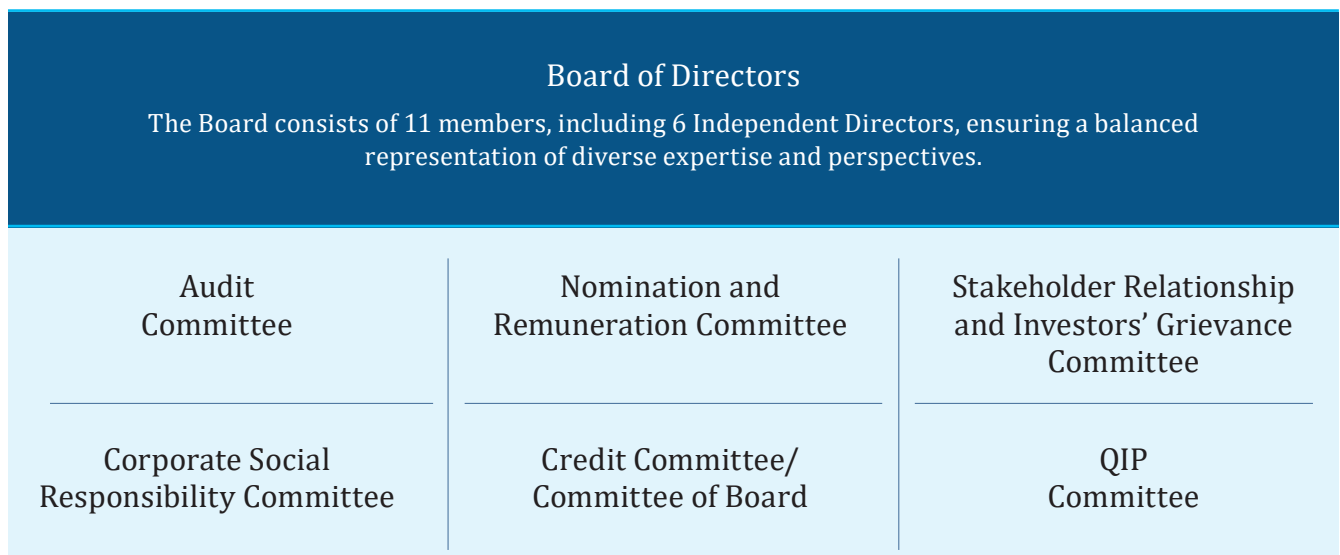 Board of Directors
The Board consists of 11 members, including 6 Independent Directors, ensuring a balanced
representation of diverse expertise and perspectives.
Audit
Committee
Nomination and
Remuneration Committee
Stakeholder Relationship
and Investors’ Grievance
Committee
Corporate Social
Responsibility Committee
Credit Committee/
Committee of Board
QIP
Committee